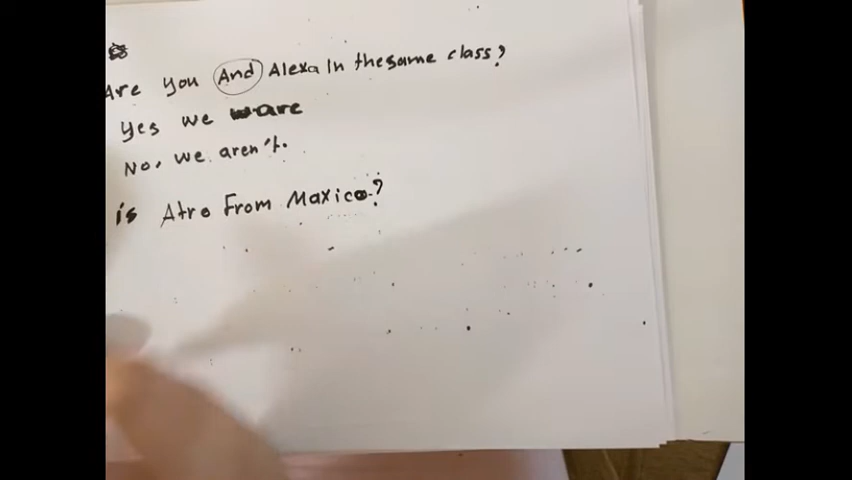 Are you And Alexa in the same class?
Yes we are
No, we aren't.
is Atro From Maxico?